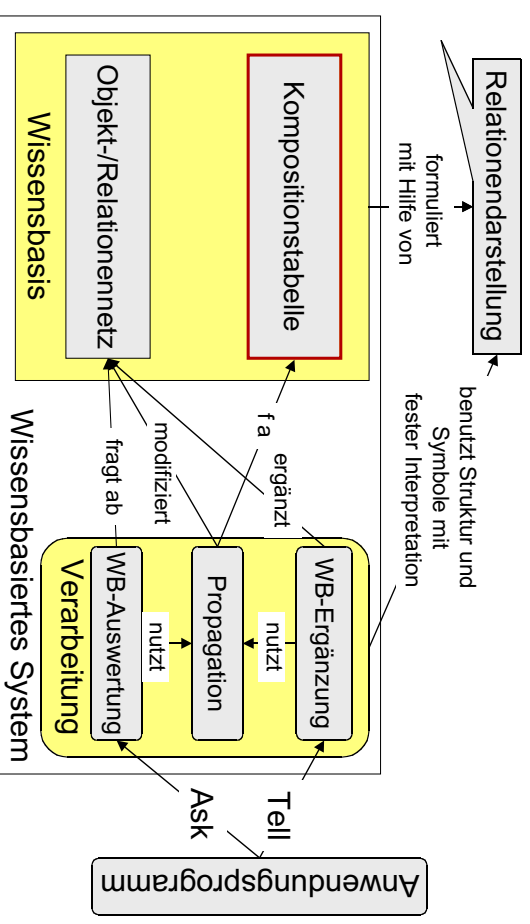 Relationendarstellung
formuliert
mit Hilfe von
benutzt Struktur und
Symbole mit
fester Interpretation
Kompositionstabelle
Objekt-/Relationennetz
Wissensbasis
f a
ergänzt
modifiziert
fragt ab
WB-Ergänzung
nutzt
Propagation
nutzt
WB-Auswertung
Verarbeitung
Wissensbasiertes System
Tell
Ask
Anwendungsprogramm